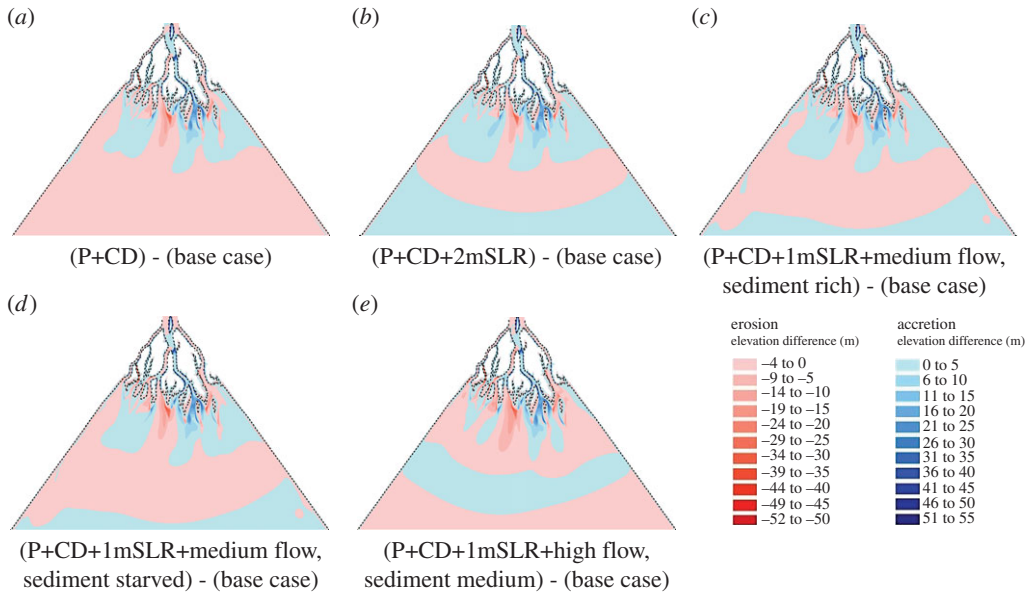 (a)
(b)
(c)
(P+CD) - (base case)
(P+CD+2mSLR) - (base case)
(P+CD+1mSLR+medium flow,
sediment rich) - (base case)
(d)
(e)
(P+CD+1mSLR+medium flow,
sediment starved) - (base case)
(P+CD+1mSLR+high flow,
sediment medium) - (base case)
erosion
elevation difference (m)
–4 to 0
–9 to –5
–14 to –10
–19 to –15
–24 to –20
–29 to –25
–34 to –30
–39 to –35
–44 to –40
–49 to –45
–52 to –50
accretion
elevation difference (m)
0 to 5
6 to 10
11 to 15
16 to 20
21 to 25
26 to 30
31 to 35
36 to 40
41 to 45
46 to 50
51 to 55